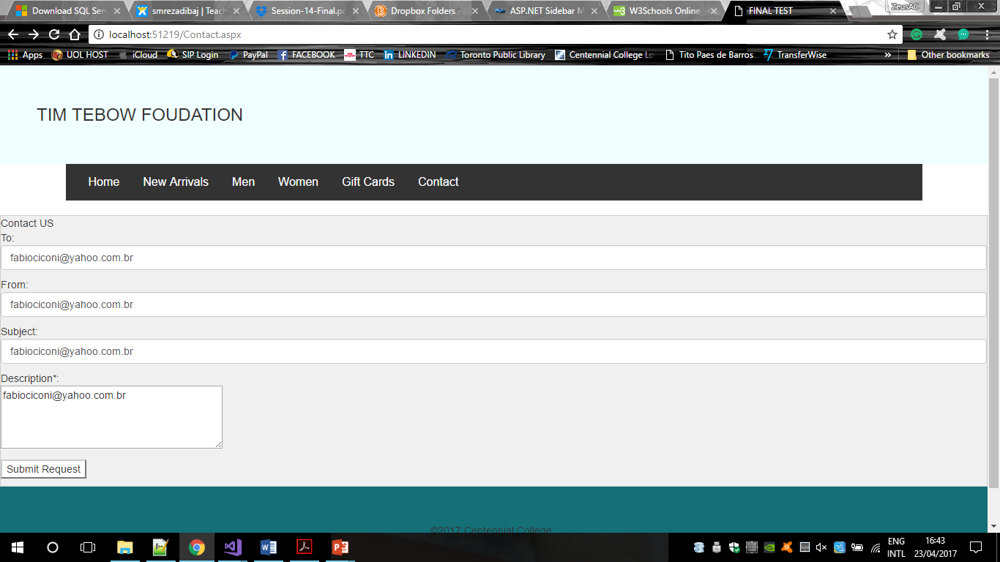 Download SQL Ser
smrezadibaj | Teac
Session-14-Final.pd
Dropbox Folders -
ASP.NET Sidebar M
W3Schools Online
FINAL TEST
ZeusAC
localhost:51219/Contact.aspx
Apps
UOL HOST
iCloud
SIP Login
PayPal
FACEBOOK
TTC
LINKEDIN
Toronto Public Library
Centennial College Lo
Tito Paes de Barros
TransferWise
»
Other bookmarks
TIM TEBOW FOUDATION
Home New Arrivals Men Women Gift Cards Contact
Contact US
To:
fabiociconi@yahoo.com.br
From:
fabiociconi@yahoo.com.br
Subject:
fabiociconi@yahoo.com.br
Description*:
fabiociconi@yahoo.com.br
Submit Request
©2017 Centennial College
ENG
INTL
16:43
23/04/2017